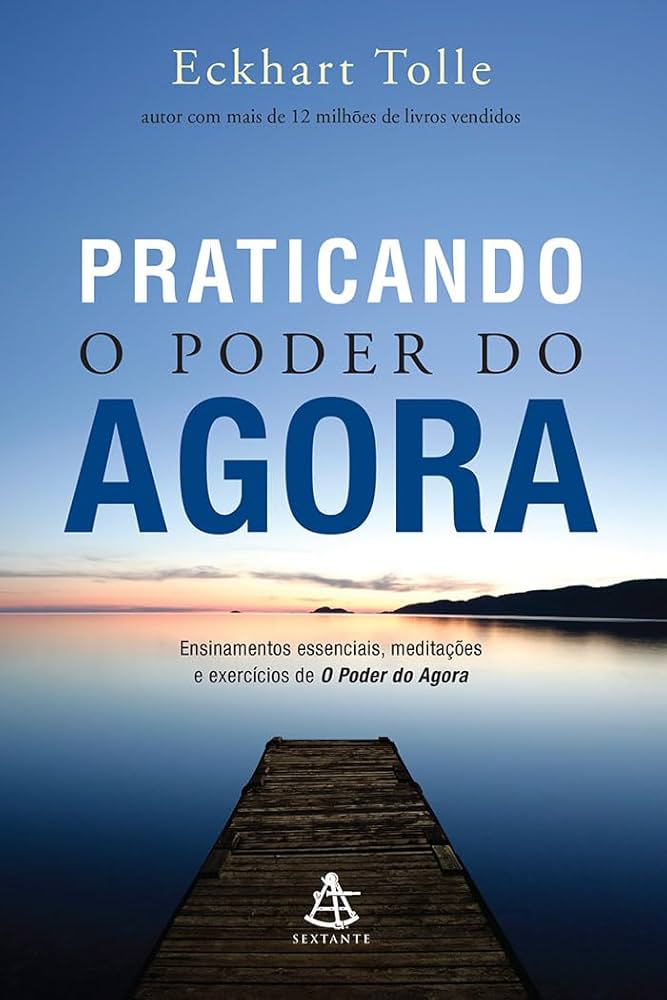 Eckhart Tolle
autor com mais de 12 milhões de livros vendidos
PRATICANDO
O PODER DO
AGORA
Ensinamentos essenciais, meditações
e exercícios de O Poder do Agora
SEXTANTE